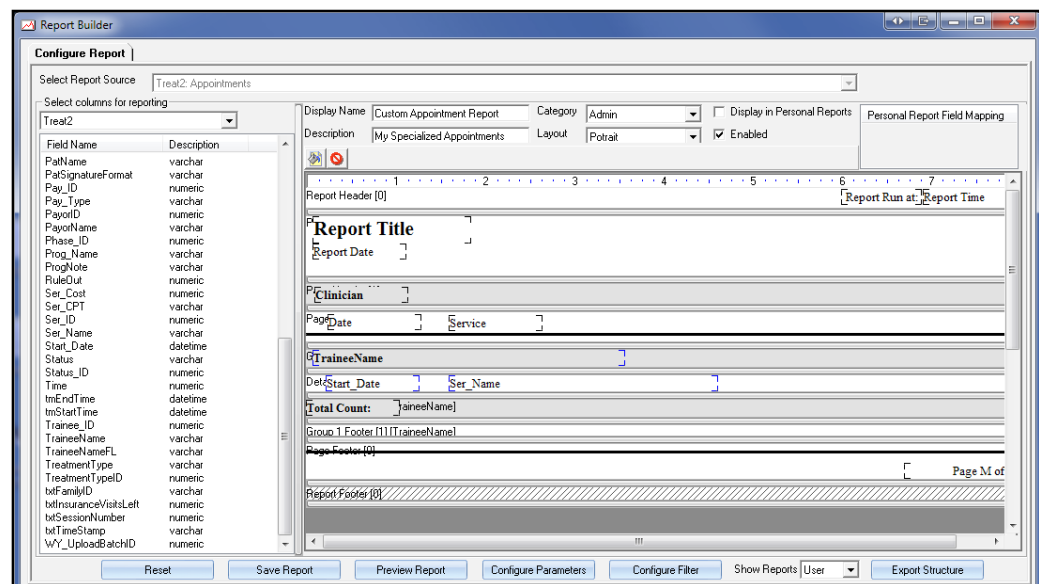 Report Builder
Configure Report
Select Report Source Treat2: Appointments
Select columns for reporting
Treat2
Field Name Description
PatName varchar
PatSignatureFormat varchar
Pay_ID numeric
Pay_Type varchar
PayorID numeric
PayorName varchar
Phase_ID numeric
Prog_Name varchar
ProgNote varchar
RuleOut numeric
Ser_Cost numeric
Ser_CPT varchar
Ser_ID numeric
Ser_Name varchar
Start_Date datetime
Status varchar
Status_ID numeric
Time numeric
tmEndTime datetime
tmStartTime datetime
Trainee_ID numeric
TraineeName varchar
TraineeNameFL varchar
TreatmentType varchar
TreatmentTypeID numeric
txtFamilyID varchar
txtInsuranceVisitsLeft numeric
txtSessionNumber numeric
txtTimeStamp varchar
WY_UploadBatchID numeric
Display Name Custom Appointment Report Category Admin Display in Personal Reports
Description My Specialized Appointments Layout Potrait Enabled
Personal Report Field Mapping
1 2 3 4 5 6 7
Report Header [0] Report Run at: Report Time
Report Title
Report Date
Clinician
Page Date Service
TraineeName
Deta Start_Date Ser_Name
Total Count: raineeName]
Group 1 Footer [1] [TraineeName]
Page Footer [0]
Page M of
Report Footer [0]
Reset Save Report Preview Report Configure Parameters Configure Filter Show Reports User Export Structure